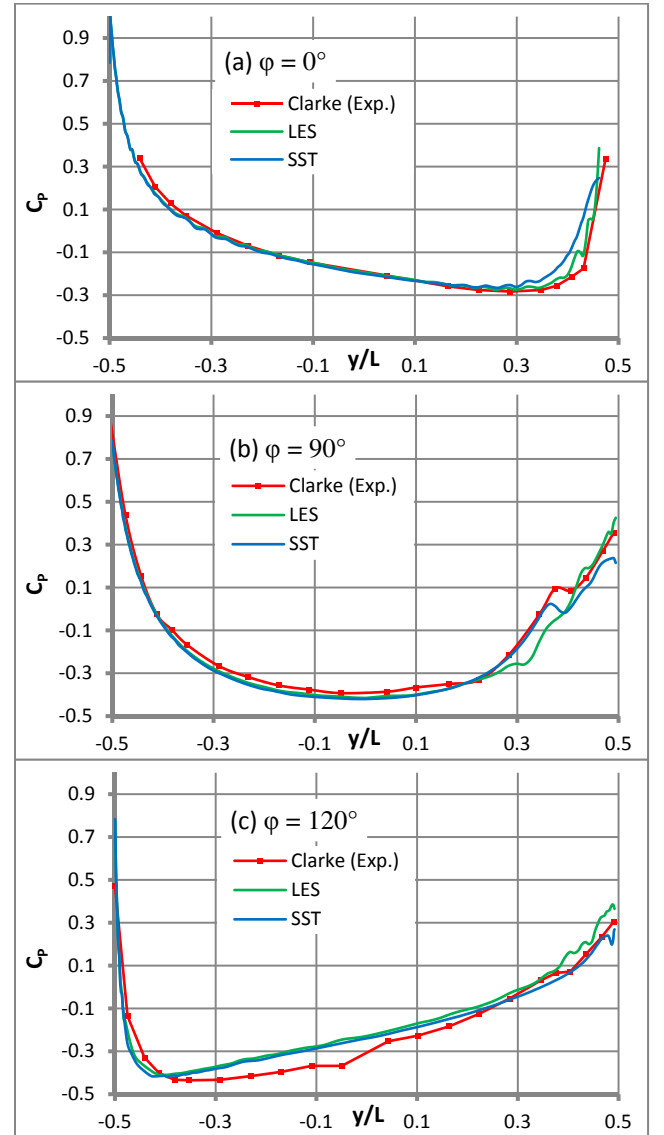 0.9
0.7
0.5
0.3
0.1
-0.1
-0.3
-0.5
Cₚ
(a) φ = 0°
Clarke (Exp.)
LES
SST
-0.5 -0.3 -0.1 0.1 0.3 0.5
y/L
0.9
0.7
0.5
0.3
0.1
-0.1
-0.3
-0.5
Cₚ
(b) φ = 90°
Clarke (Exp.)
LES
SST
-0.5 -0.3 -0.1 0.1 0.3 0.5
y/L
0.9
0.7
0.5
0.3
0.1
-0.1
-0.3
-0.5
Cₚ
(c) φ = 120°
Clarke (Exp.)
LES
SST
-0.5 -0.3 -0.1 0.1 0.3 0.5
y/L